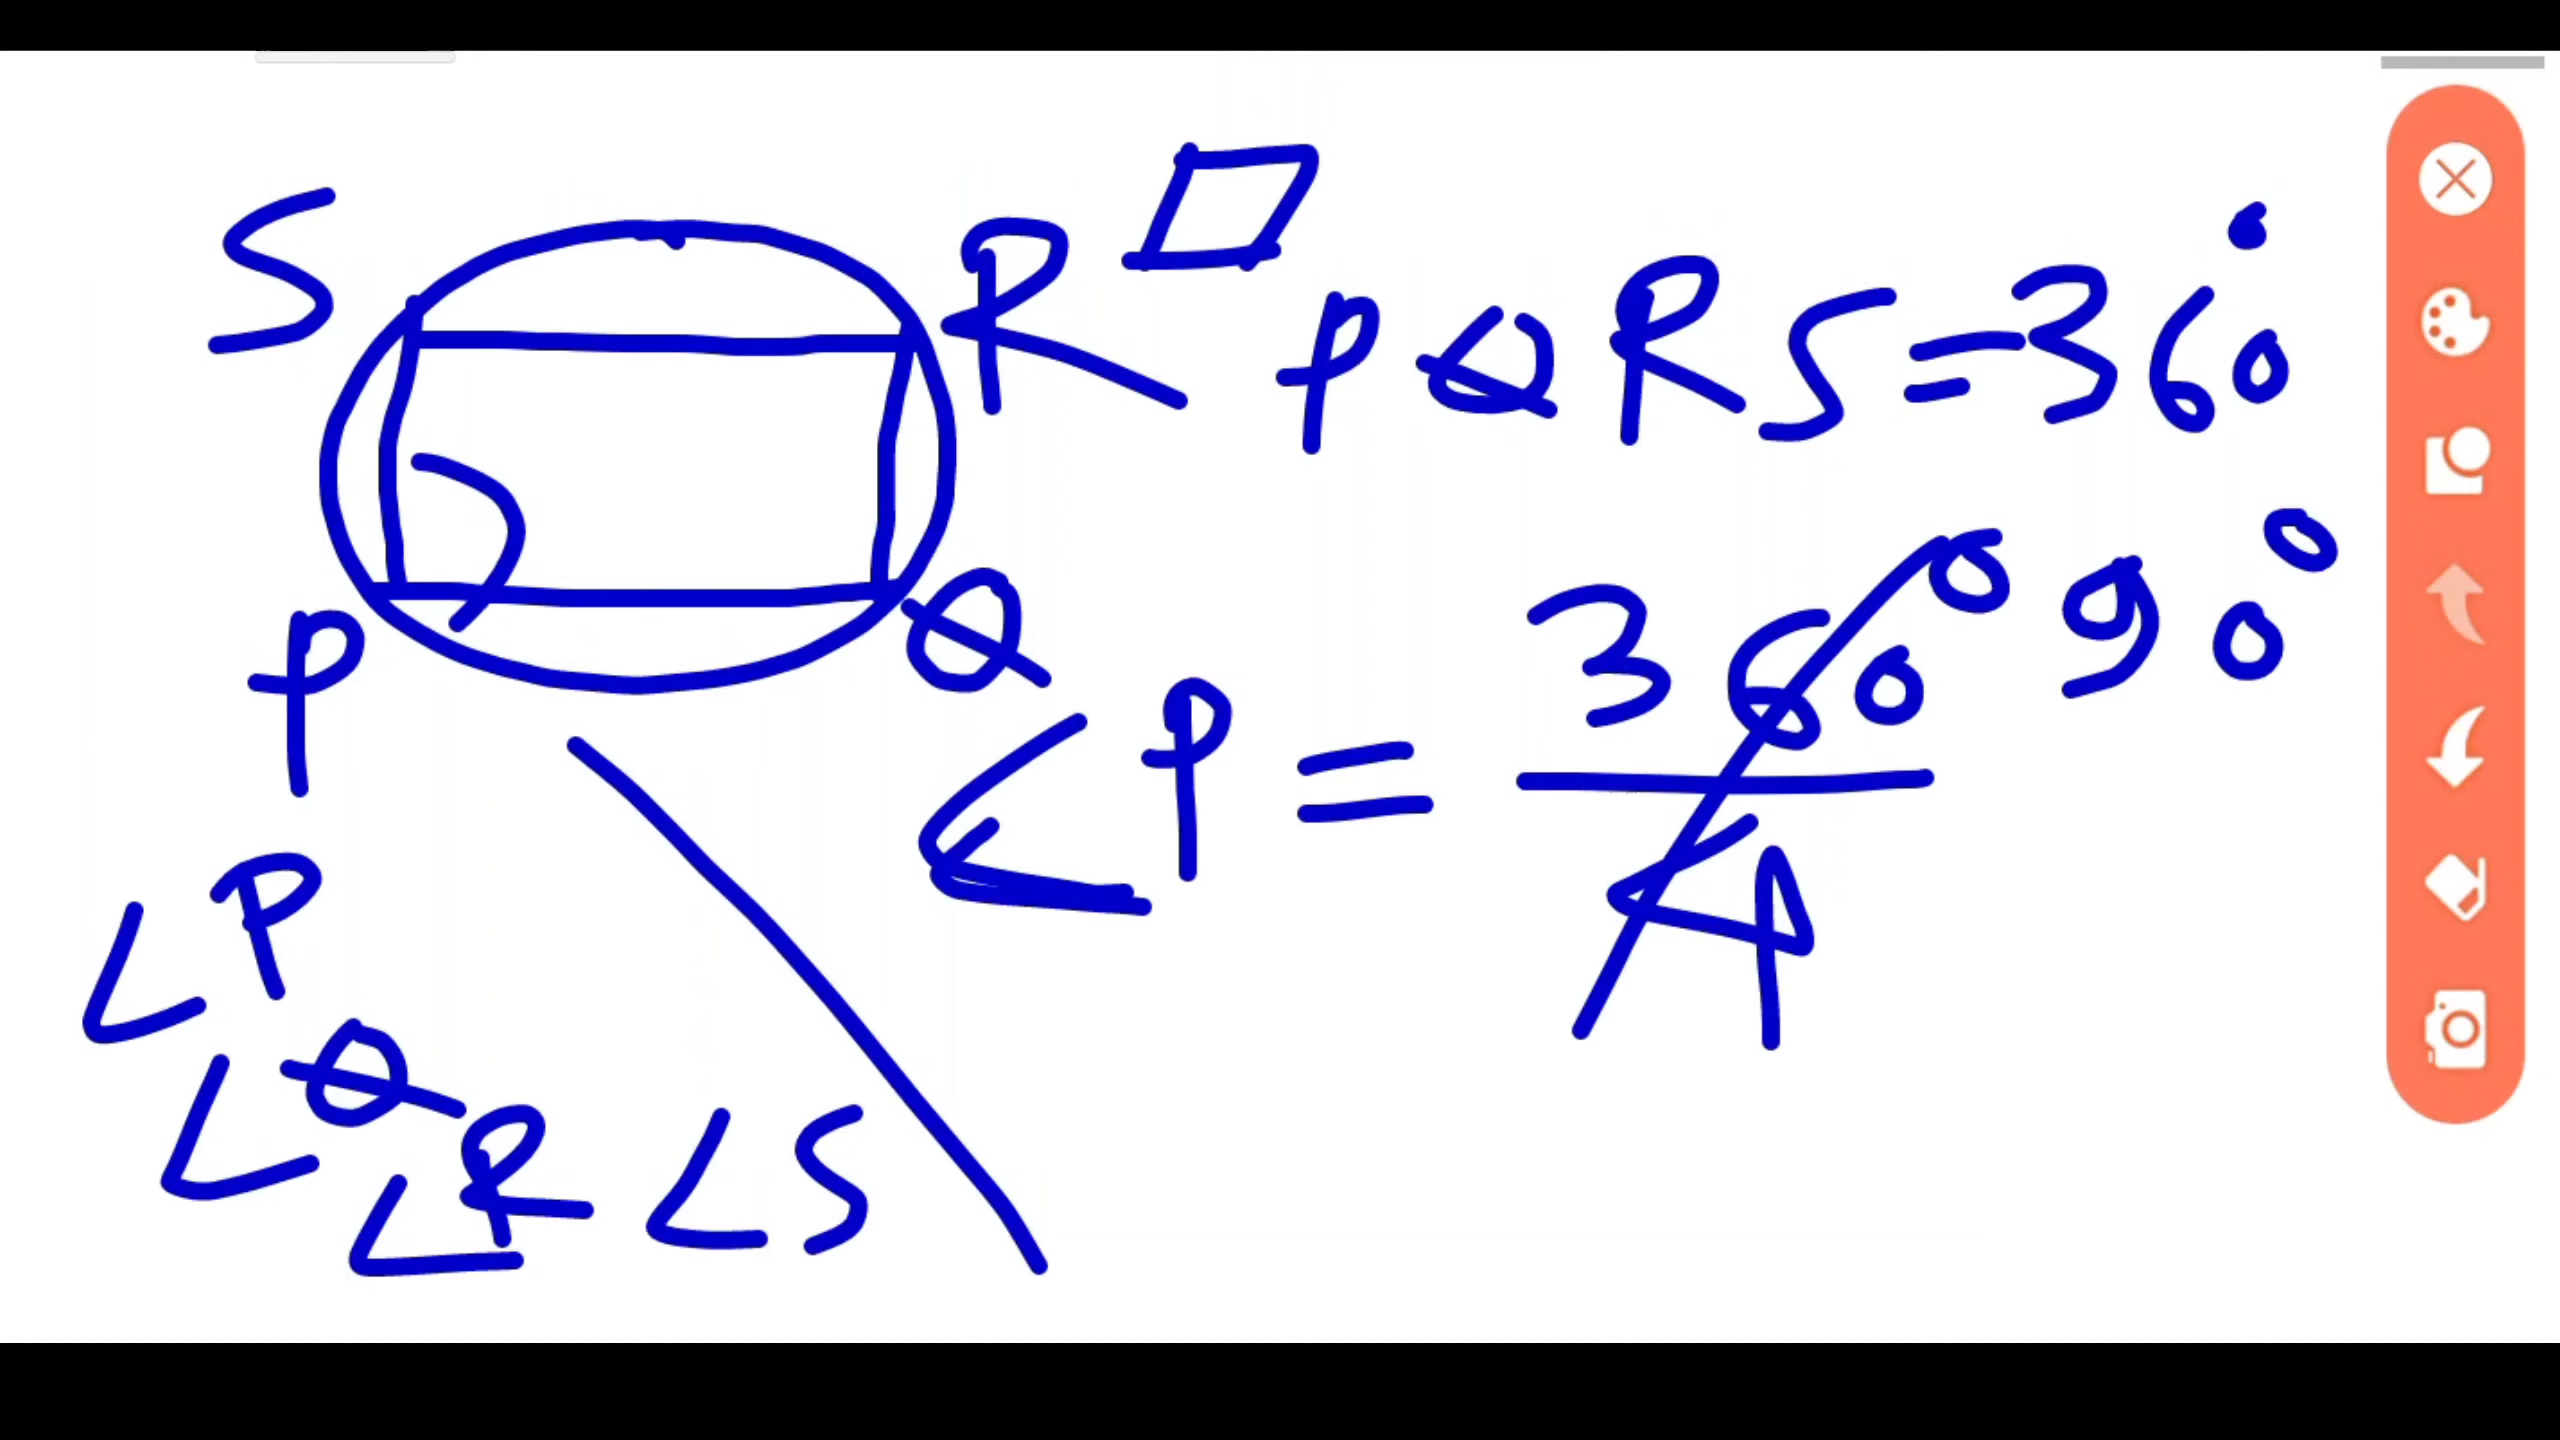 S R
P Q
▱ PQRS = 360°
∠P = 360°/4 90°
∠P
∠Q
∠R ∠S